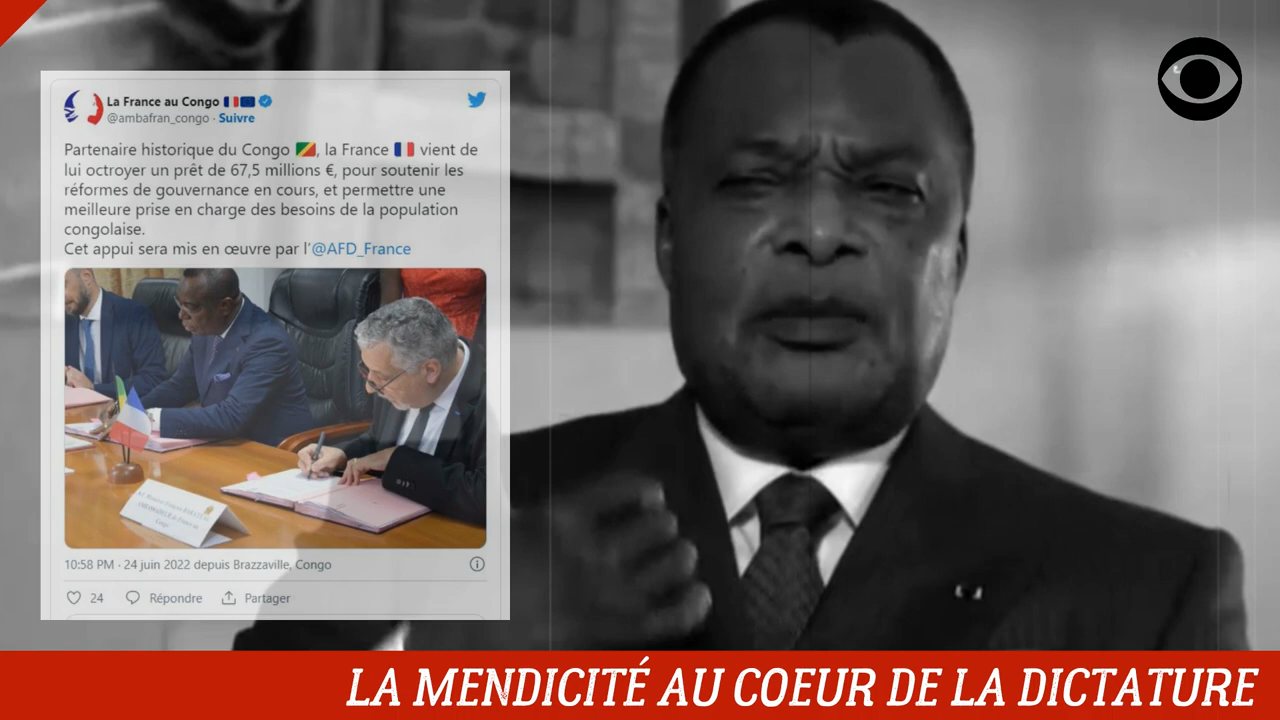 La France au Congo
@ambafran_congo · Suivre
Partenaire historique du Congo, la France vient de
lui octroyer un prêt de 67,5 millions €, pour soutenir les
réformes de gouvernance en cours, et permettre une
meilleure prise en charge des besoins de la population
congolaise.
Cet appui sera mis en œuvre par l'@AFD_France
10:58 PM · 24 juin 2022 depuis Brazzaville, Congo
24 Répondre Partager
LA MENDICITÉ AU COEUR DE LA DICTATURE